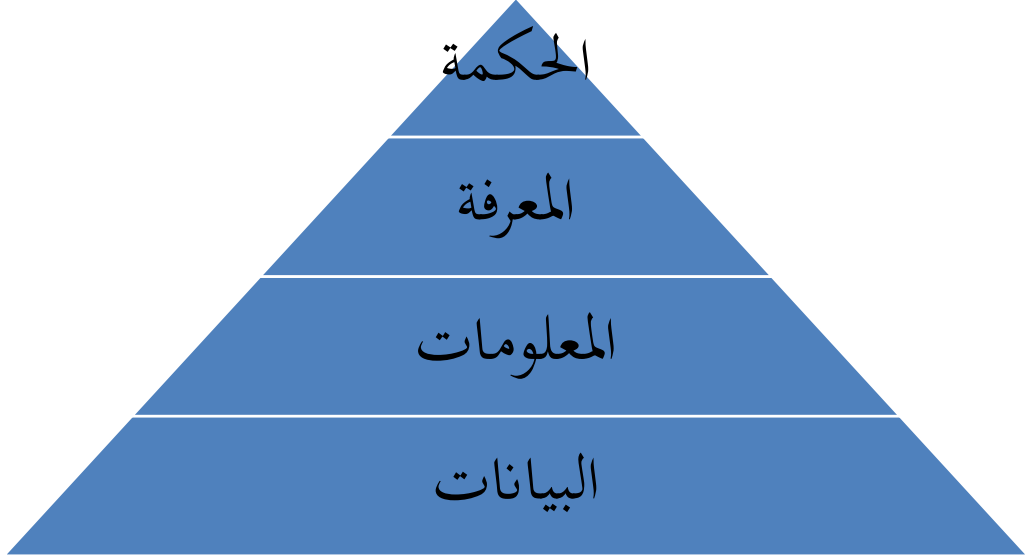 الحكمة
المعرفة
المعلومات
البيانات